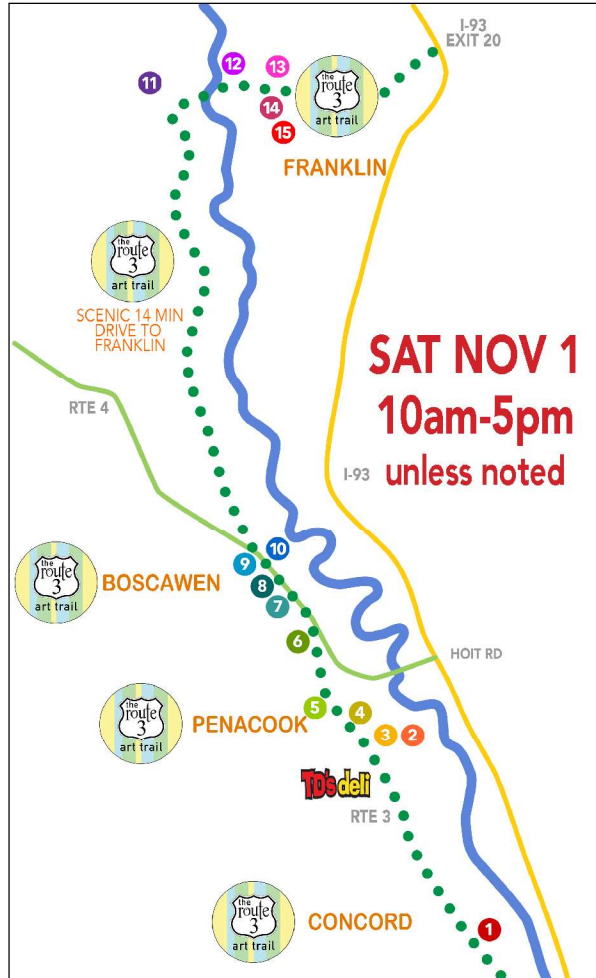 I-93
EXIT 20
11
12
13
14
15
the
route
3
art trail
FRANKLIN
the
route
3
art trail
SCENIC 14 MIN
DRIVE TO
FRANKLIN
SAT NOV 1
10am-5pm
unless noted
RTE 4
I-93
10
9
8
7
the
route
3
art trail
BOSCAWEN
6
HOIT RD
the
route
3
art trail
PENACOOK
5
4
3
2
TD's deli
RTE 3
the
route
3
art trail
CONCORD
1